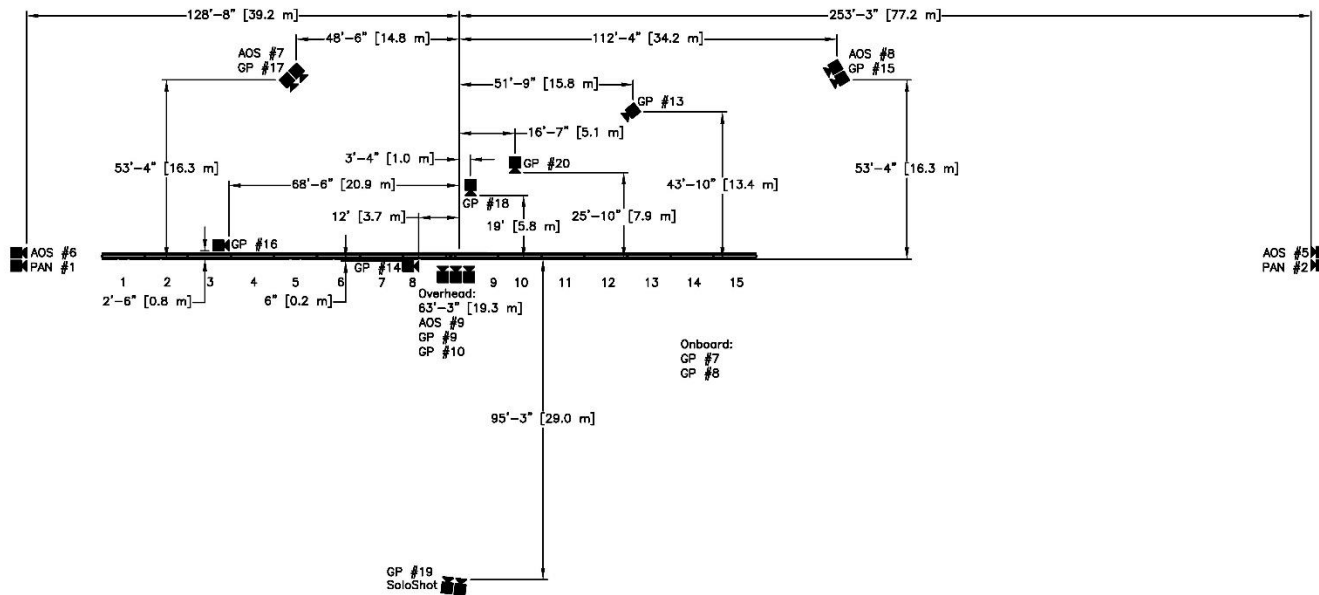 128'-8" [39.2 m]
253'-3" [77.2 m]
48'-6" [14.8 m]
112'-4" [34.2 m]
AOS #7
GP #17
AOS #8
GP #15
51'-9" [15.8 m]
GP #13
16'-7" [5.1 m]
3'-4" [1.0 m]
GP #20
53'-4" [16.3 m]
43'-10" [13.4 m]
53'-4" [16.3 m]
68'-6" [20.9 m]
GP #18
12' [3.7 m]
19' [5.8 m]
25'-10" [7.9 m]
AOS #6
PAN #1
GP #16
GP #14
AOS #5
PAN #2
1 2 3 4 5 6 7 8 9 10 11 12 13 14 15
2'-6" [0.8 m]
6" [0.2 m]
Overhead:
63'-3" [19.3 m]
AOS #9
GP #9
GP #10
Onboard:
GP #7
GP #8
95'-3" [29.0 m]
GP #19
SoloShot